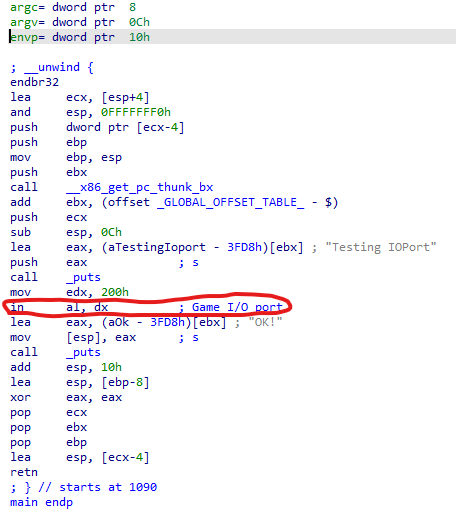 argc= dword ptr  8
argv= dword ptr  0Ch
envp= dword ptr  10h
; __unwind {
endbr32
lea     ecx, [esp+4]
and     esp, 0FFFFFFF0h
push    dword ptr [ecx-4]
push    ebp
mov     ebp, esp
push    ebx
call    __x86_get_pc_thunk_bx
add     ebx, (offset _GLOBAL_OFFSET_TABLE_ - $)
push    ecx
sub     esp, 0Ch
lea     eax, (aTestingIoport - 3FD8h)[ebx] ; "Testing IOPort"
push    eax             ; s
call    _puts
mov     edx, 200h
in      al, dx          ; Game I/O port
lea     eax, (aOk - 3FD8h)[ebx] ; "OK!"
mov     [esp], eax      ; s
call    _puts
add     esp, 10h
lea     esp, [ebp-8]
xor     eax, eax
pop     ecx
pop     ebx
pop     ebp
lea     esp, [ecx-4]
retn
; } // starts at 1090
main endp